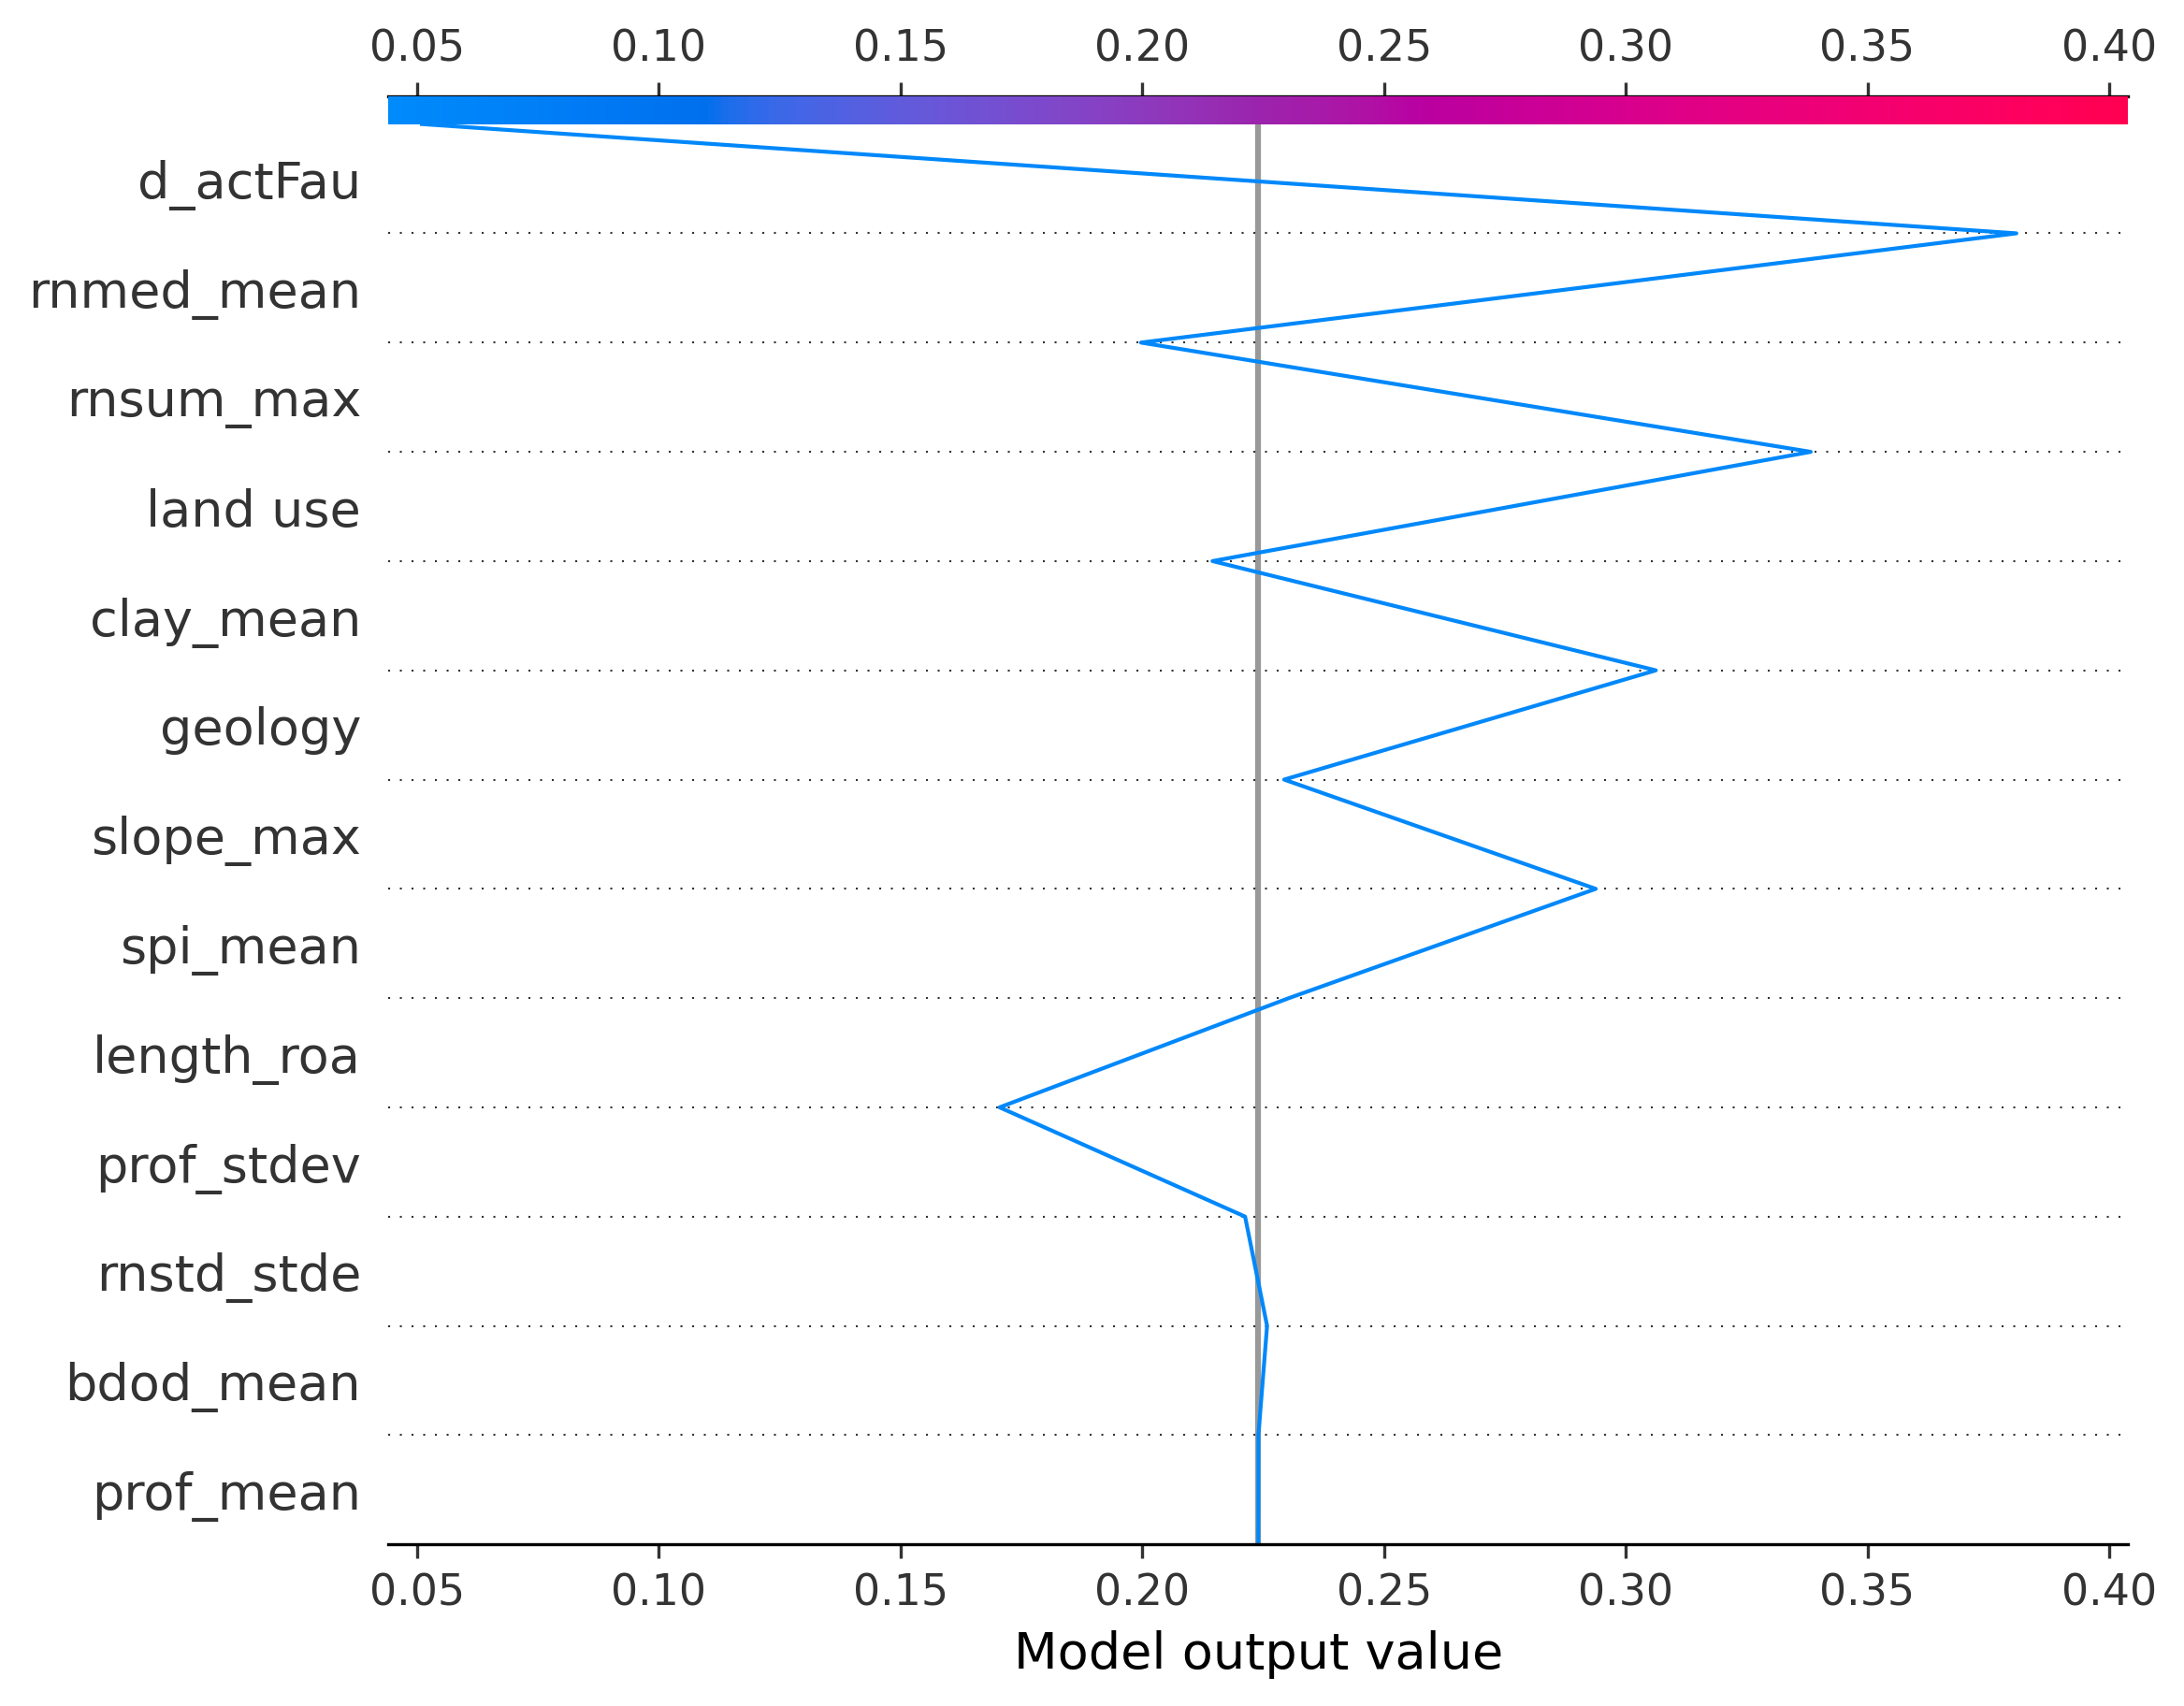 0.05 0.10 0.15 0.20 0.25 0.30 0.35 0.40
d_actFau
rnmed_mean
rnsum_max
land use
clay_mean
geology
slope_max
spi_mean
length_roa
prof_stdev
rnstd_stde
bdod_mean
prof_mean
0.05 0.10 0.15 0.20 0.25 0.30 0.35 0.40
Model output value